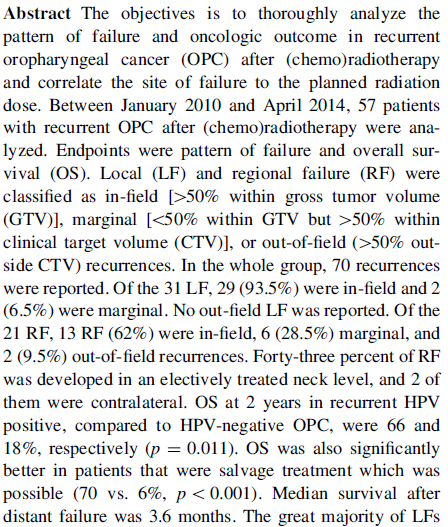 Abstract The objectives is to thoroughly analyze the
pattern of failure and oncologic outcome in recurrent
oropharyngeal cancer (OPC) after (chemo)radiotherapy
and correlate the site of failure to the planned radiation
dose. Between January 2010 and April 2014, 57 patients
with recurrent OPC after (chemo)radiotherapy were ana-
lyzed. Endpoints were pattern of failure and overall sur-
vival (OS). Local (LF) and regional failure (RF) were
classified as in-field [>50% within gross tumor volume
(GTV)], marginal [<50% within GTV but >50% within
clinical target volume (CTV)], or out-of-field (>50% out-
side CTV) recurrences. In the whole group, 70 recurrences
were reported. Of the 31 LF, 29 (93.5%) were in-field and 2
(6.5%) were marginal. No out-field LF was reported. Of the
21 RF, 13 RF (62%) were in-field, 6 (28.5%) marginal, and
2 (9.5%) out-of-field recurrences. Forty-three percent of RF
was developed in an electively treated neck level, and 2 of
them were contralateral. OS at 2 years in recurrent HPV
positive, compared to HPV-negative OPC, were 66 and
18%, respectively (p = 0.011). OS was also significantly
better in patients that were salvage treatment which was
possible (70 vs. 6%, p < 0.001). Median survival after
distant failure was 3.6 months. The great majority of LFs